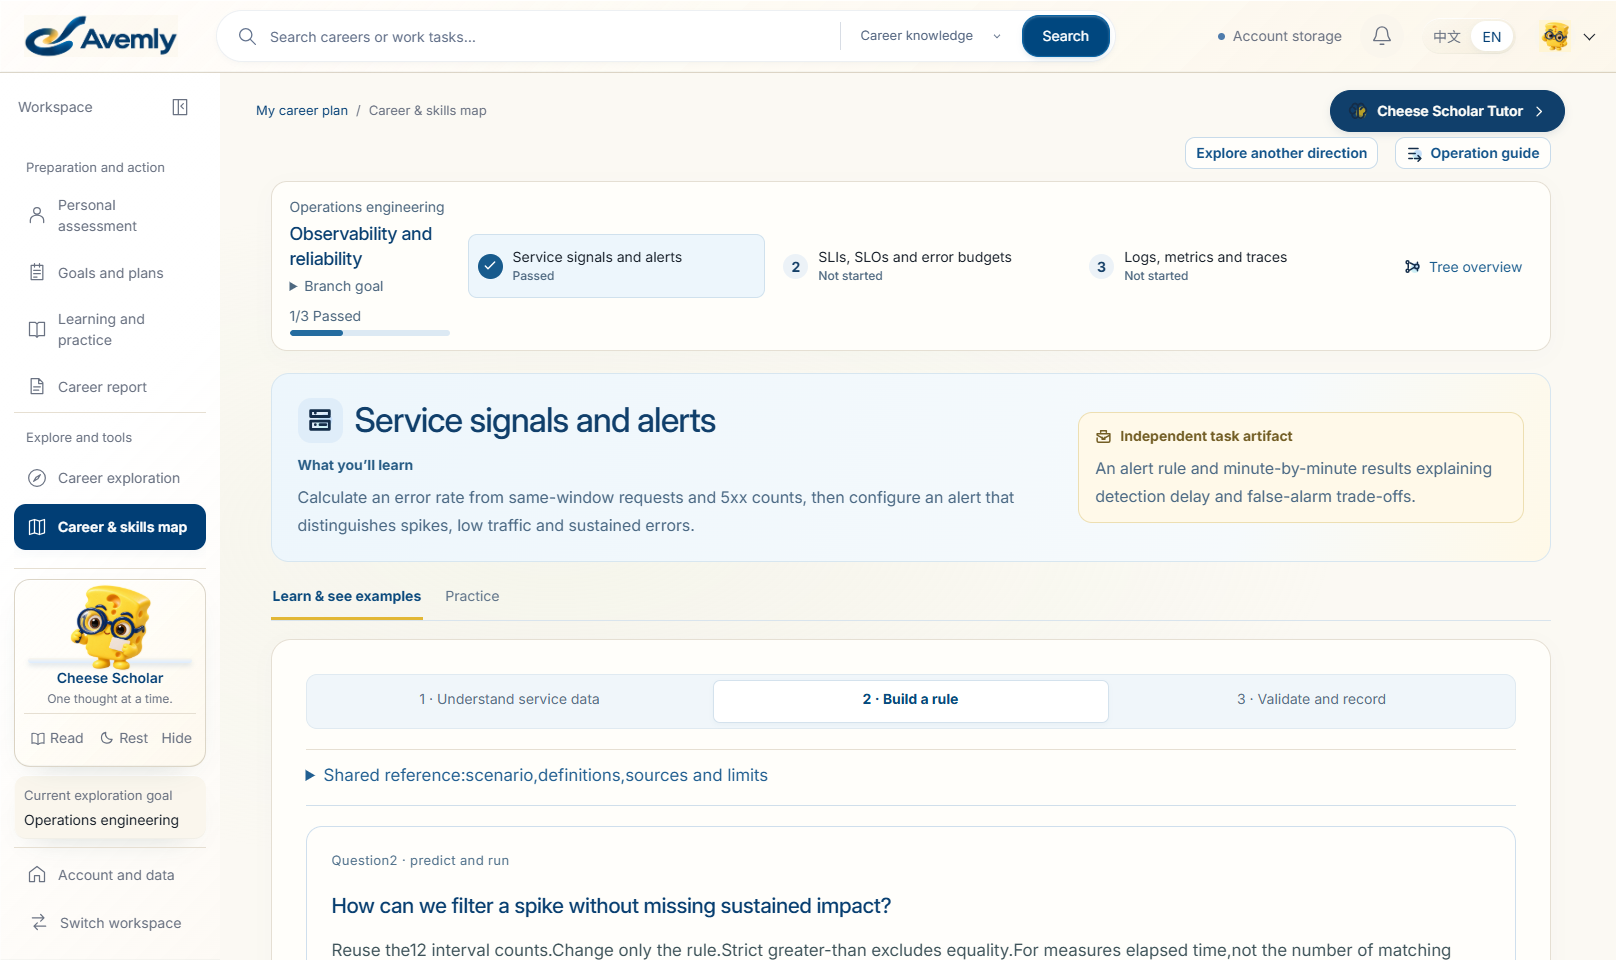 Avemly
Search careers or work tasks...
Career knowledge
Search
Account storage
中文
EN
Workspace
Preparation and action
Personal
assessment
Goals and plans
Learning and
practice
Career report
Explore and tools
Career exploration
Career & skills map
Cheese Scholar
One thought at a time.
Read
Rest
Hide
Current exploration goal
Operations engineering
Account and data
Switch workspace
My career plan / Career & skills map
Cheese Scholar Tutor
Explore another direction
Operation guide
Operations engineering
Observability and
reliability
Branch goal
1/3 Passed
Service signals and alerts
Passed
2
SLIs, SLOs and error budgets
Not started
3
Logs, metrics and traces
Not started
Tree overview
Service signals and alerts
What you’ll learn
Calculate an error rate from same-window requests and 5xx counts, then configure an alert that
distinguishes spikes, low traffic and sustained errors.
Independent task artifact
An alert rule and minute-by-minute results explaining
detection delay and false-alarm trade-offs.
Learn & see examples
Practice
1 · Understand service data
2 · Build a rule
3 · Validate and record
Shared reference:scenario,definitions,sources and limits
Question2 · predict and run
How can we filter a spike without missing sustained impact?
Reuse the12 interval counts.Change only the rule.Strict greater-than excludes equality.For measures elapsed time,not the number of matching